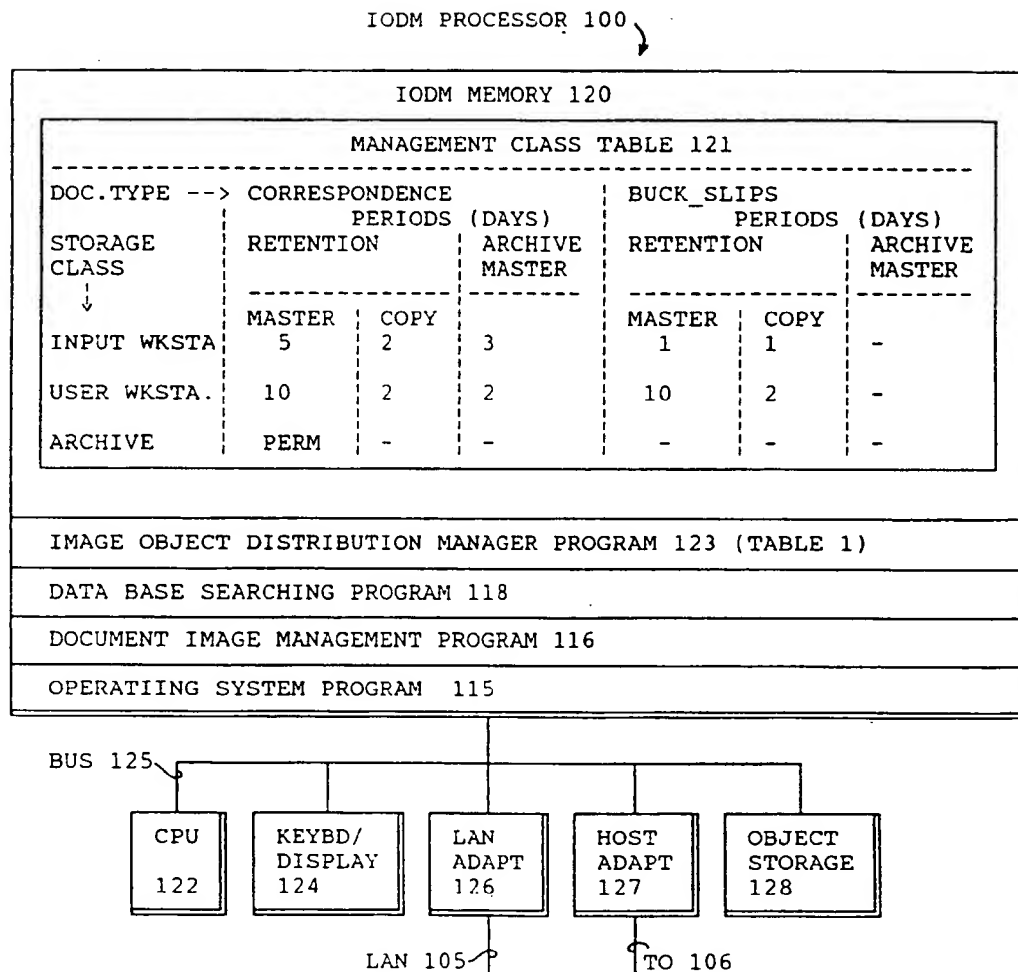 IODM PROCESSOR 100
IODM MEMORY 120
MANAGEMENT CLASS TABLE 121
DOC.TYPE --> CORRESPONDENCE BUCK_SLIPS
PERIODS (DAYS) PERIODS (DAYS)
STORAGE RETENTION ARCHIVE RETENTION ARCHIVE
CLASS MASTER MASTER
MASTER COPY MASTER COPY
INPUT WKSTA 5 2 3 1 1 -
USER WKSTA. 10 2 2 10 2 -
ARCHIVE PERM - - - - -
IMAGE OBJECT DISTRIBUTION MANAGER PROGRAM 123 (TABLE 1)
DATA BASE SEARCHING PROGRAM 118
DOCUMENT IMAGE MANAGEMENT PROGRAM 116
OPERATIING SYSTEM PROGRAM 115
BUS 125
CPU KEYBD/ LAN HOST OBJECT
DISPLAY ADAPT ADAPT STORAGE
122 124 126 127 128
LAN 105 TO 106